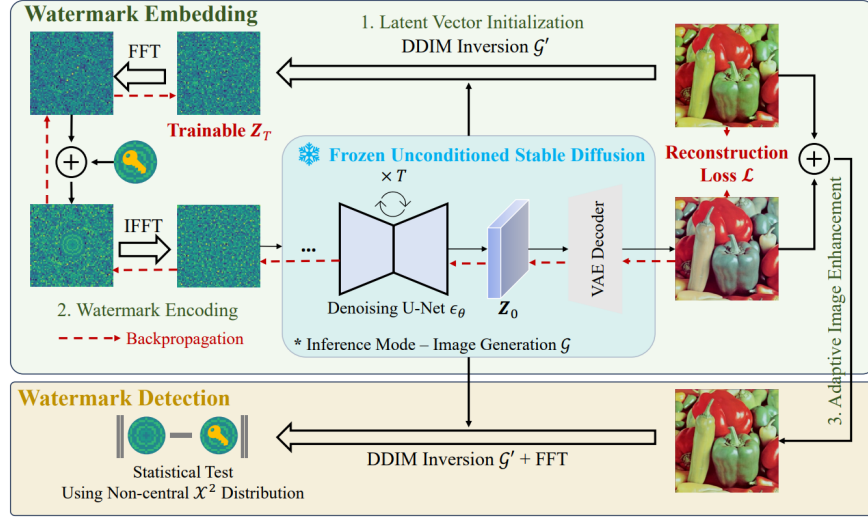 Watermark Embedding
1. Latent Vector Initialization
FFT
DDIM Inversion 𝒢′
Trainable Z_T
❄ Frozen Unconditioned Stable Diffusion
Reconstruction
Loss ℒ
× T
IFFT
...
VAE Decoder
Denoising U-Net ϵ_θ
Z_0
2. Watermark Encoding
Backpropagation
* Inference Mode – Image Generation 𝒢
3. Adaptive Image Enhancement
Watermark Detection
Statistical Test
Using Non-central 𝒳² Distribution
DDIM Inversion 𝒢′ + FFT